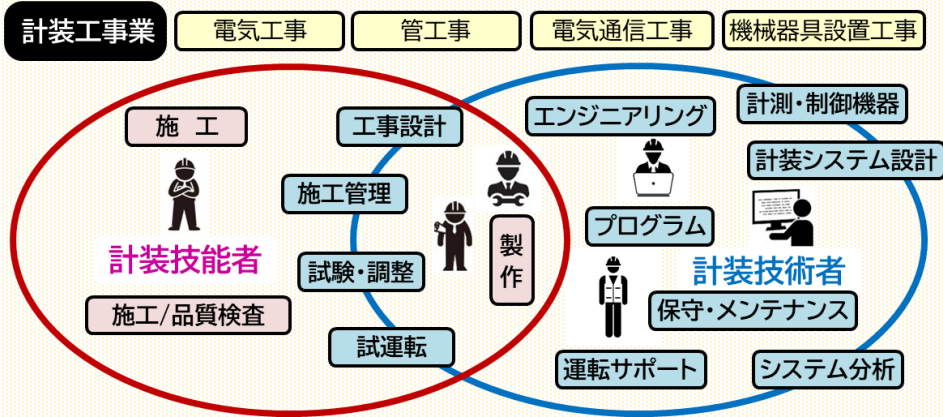 計装工事業
電気工事
管工事
電気通信工事
機械器具設置工事
施 工
工事設計
エンジニアリング
計測・制御機器
計装システム設計
施工管理
プログラム
製
作
計装技能者
試験・調整
計装技術者
施工/品質検査
保守・メンテナンス
試運転
運転サポート
システム分析